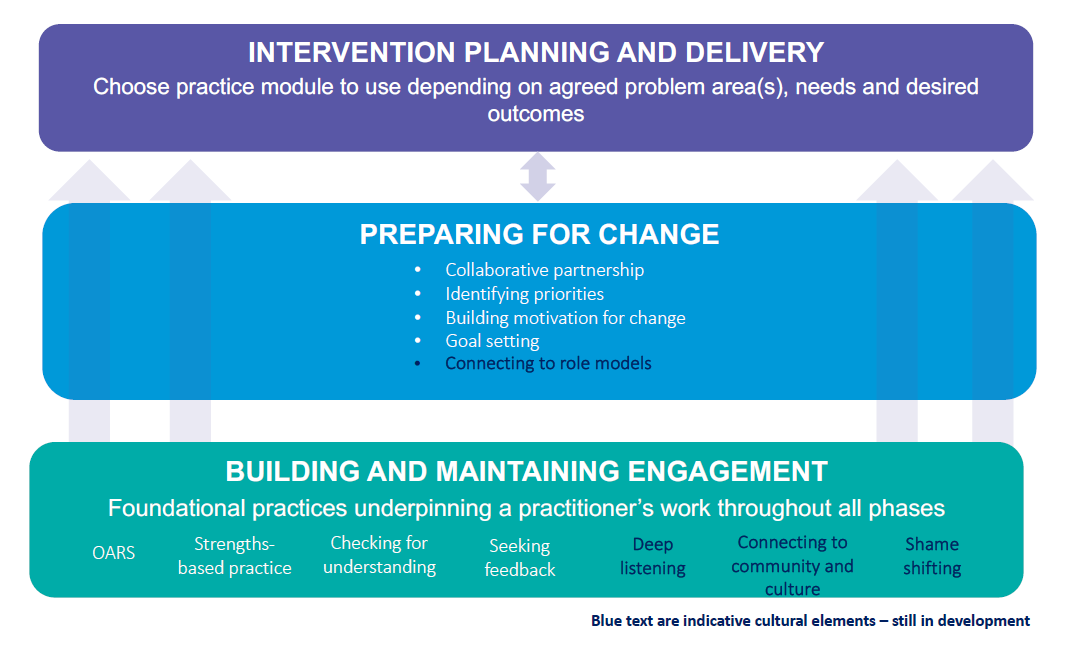 INTERVENTION PLANNING AND DELIVERY
Choose practice module to use depending on agreed problem area(s), needs and desired
outcomes
PREPARING FOR CHANGE
• Collaborative partnership
• Identifying priorities
• Building motivation for change
• Goal setting
• Connecting to role models
BUILDING AND MAINTAINING ENGAGEMENT
Foundational practices underpinning a practitioner's work throughout all phases
OARS
Strengths-
based practice
Checking for
understanding
Seeking
feedback
Deep
listening
Connecting to
community and
culture
Shame
shifting
Blue text are indicative cultural elements – still in development